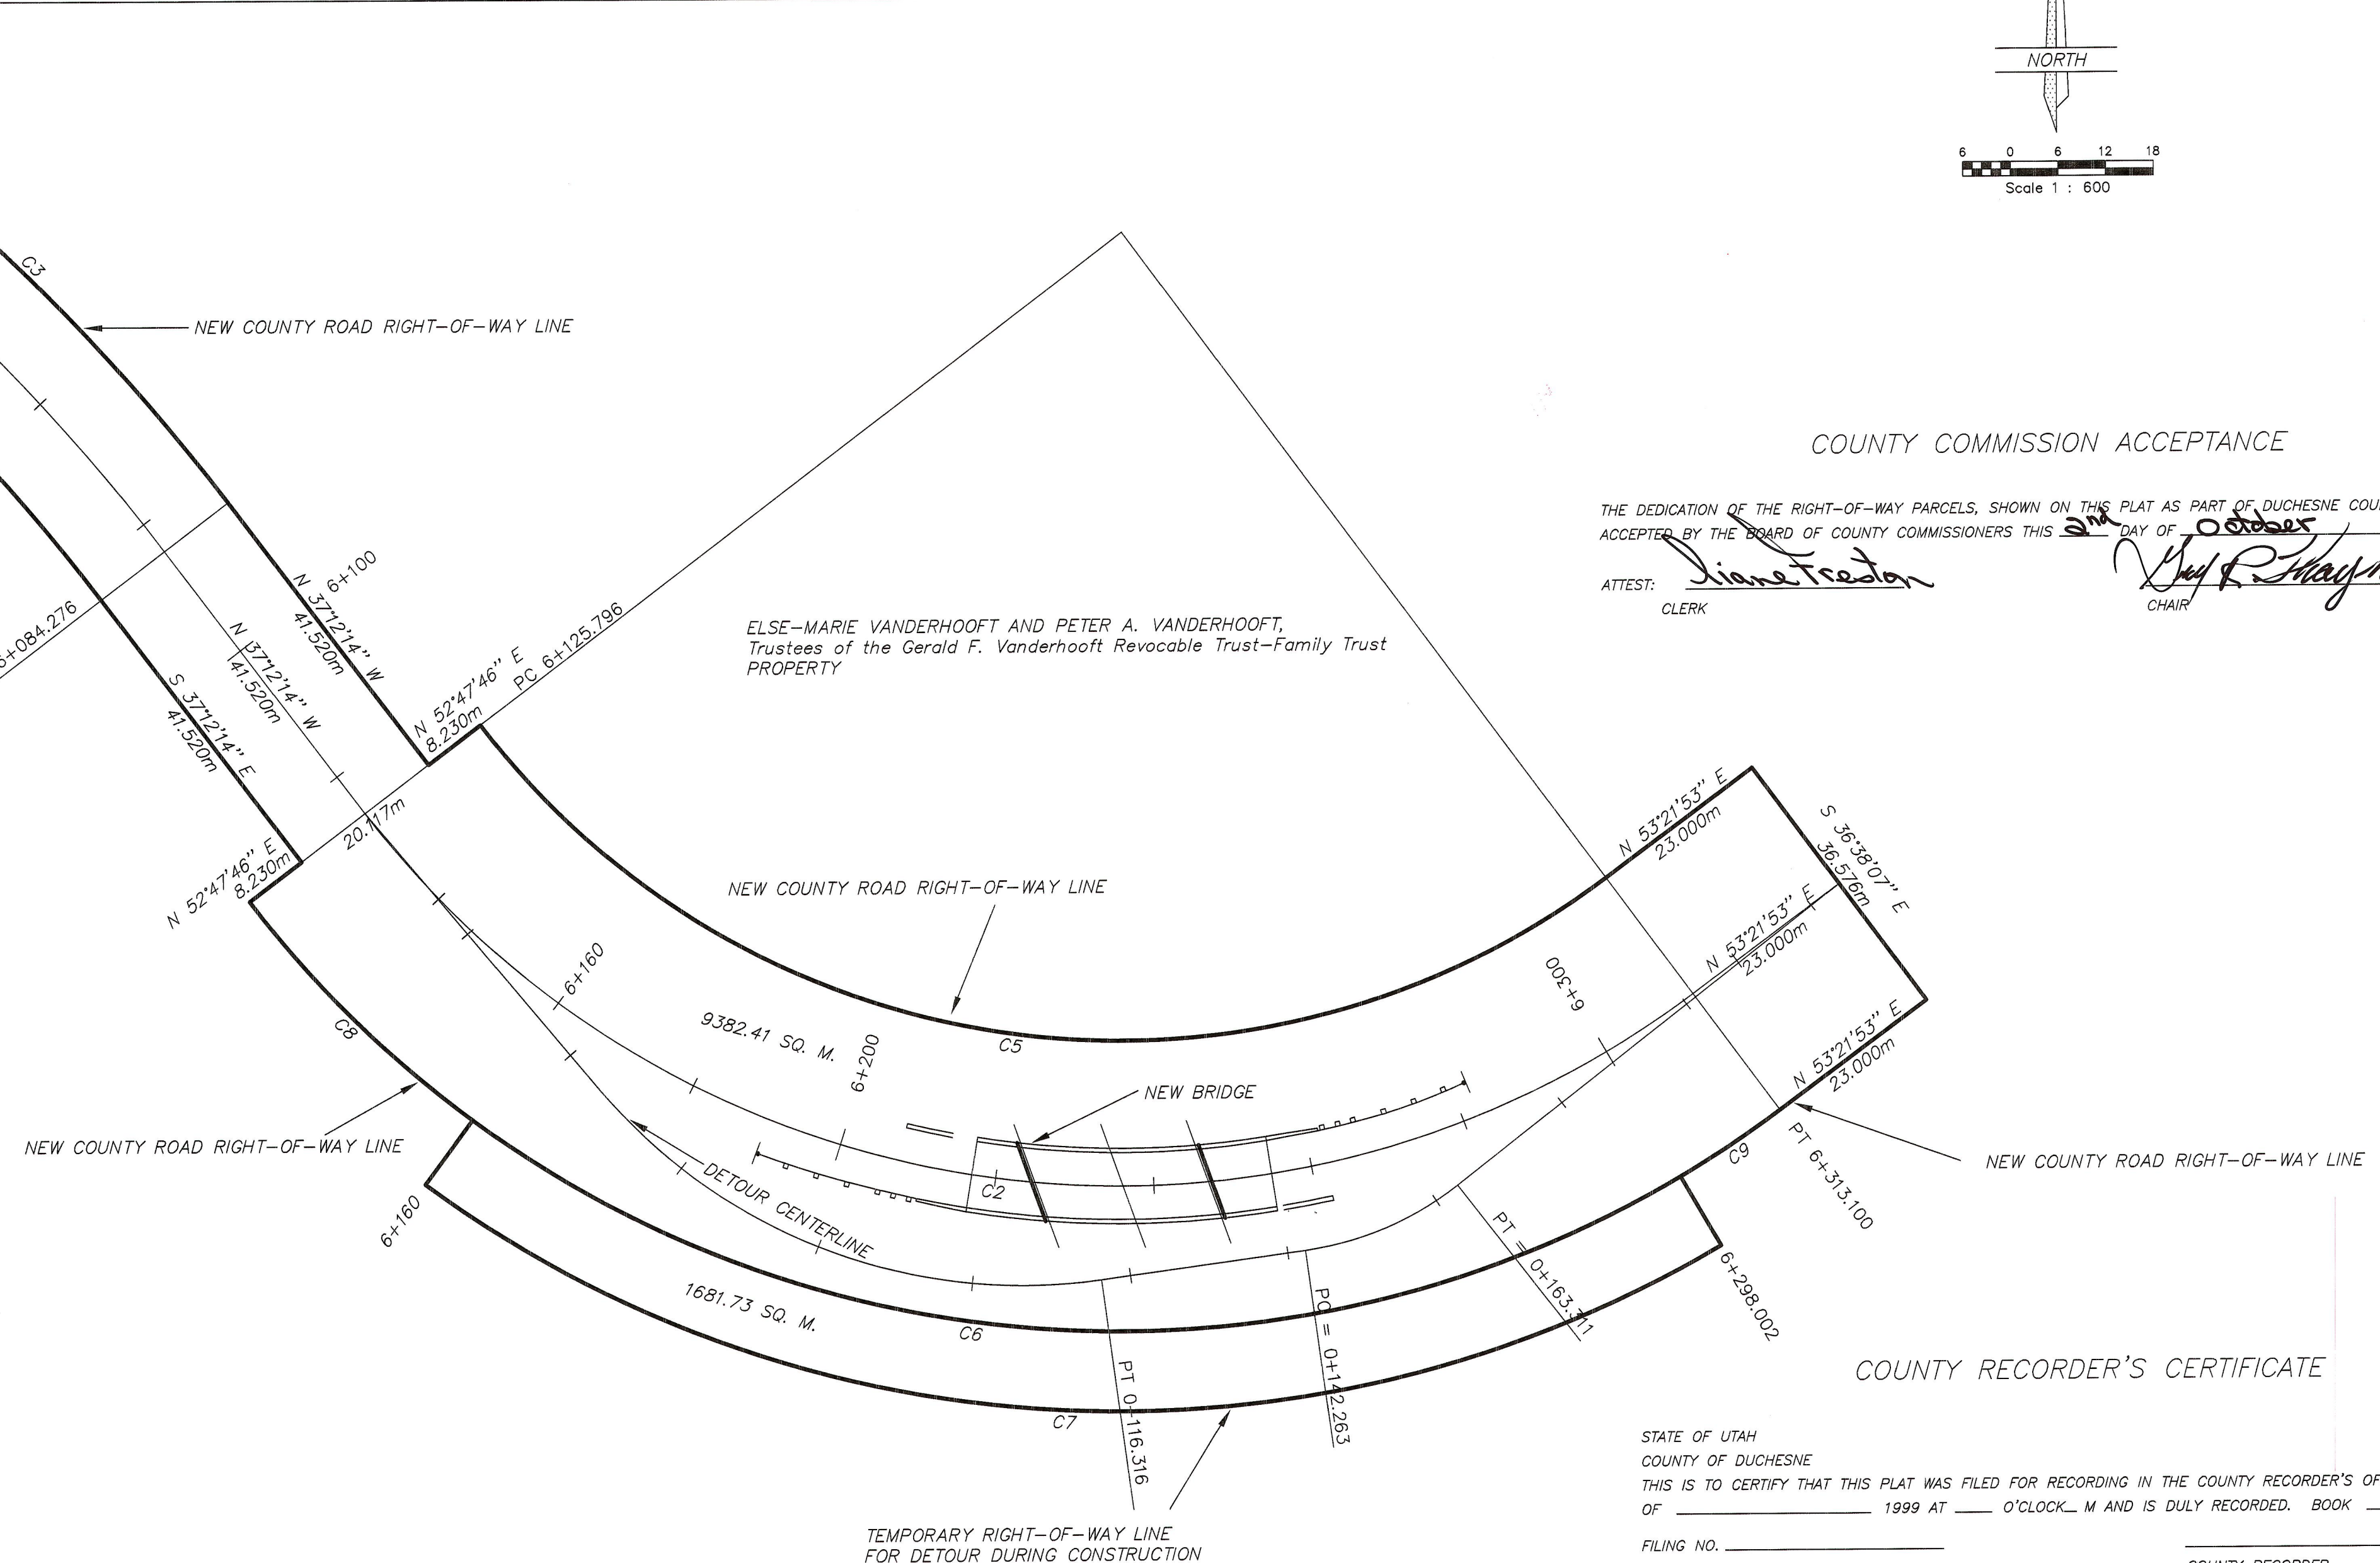 NORTH
6 0 6 12 18
Scale 1 : 600
C3
NEW COUNTY ROAD RIGHT-OF-WAY LINE
COUNTY COMMISSION ACCEPTANCE
THE DEDICATION OF THE RIGHT-OF-WAY PARCELS, SHOWN ON THIS PLAT AS PART OF DUCHESNE
ACCEPTED BY THE BOARD OF COUNTY COMMISSIONERS THIS 2nd DAY OF October
ATTEST: Diane Freston
CLERK
CHAIR
6+100
N 37°12'14" W
41.520m
+084.276
N 37°12'14" W
41.520m
S 37°12'14" E
41.520m
N 52°47'46" E
8.230m
PC 6+125.796
ELSE-MARIE VANDERHOOFT AND PETER A. VANDERHOOFT,
Trustees of the Gerald F. Vanderhooft Revocable Trust-Family Trust
PROPERTY
20.117m
N 52°47'46" E
8.230m
N 53°21'53" E
23.000m
S 36°38'07" E
36.576m
N 53°21'53" E
23.000m
N 53°21'53" E
23.000m
NEW COUNTY ROAD RIGHT-OF-WAY LINE
6+160
6+300
C8
9382.41 SQ. M.
6+200
C5
NEW BRIDGE
NEW COUNTY ROAD RIGHT-OF-WAY LINE
DETOUR CENTERLINE
C2
C9
PT 6+313.100
NEW COUNTY ROAD RIGHT-OF-WAY LINE
6+160
1681.73 SQ. M.
C6
PT = 0+163.311
6+298.002
PC = 0+142.263
PT 0+116.316
C7
TEMPORARY RIGHT-OF-WAY LINE
FOR DETOUR DURING CONSTRUCTION
COUNTY RECORDER'S CERTIFICATE
STATE OF UTAH
COUNTY OF DUCHESNE
THIS IS TO CERTIFY THAT THIS PLAT WAS FILED FOR RECORDING IN THE COUNTY RECORDER'S
OF 1999 AT O'CLOCK M AND IS DULY RECORDED. BOOK
FILING NO.
COUNTY RECORDER